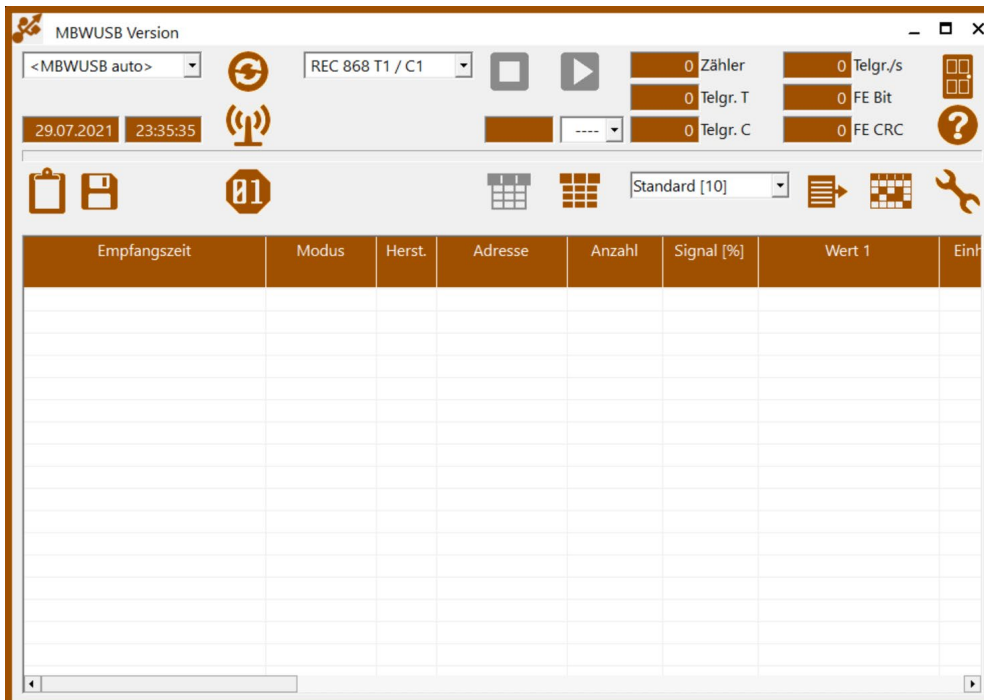 MBWUSB Version
<MBWUSB auto> REC 868 T1 / C1 0 Zähler 0 Telgr./s
0 Telgr. T 0 FE Bit
29.07.2021 23:35:35 ---- 0 Telgr. C 0 FE CRC ?
01 Standard [10]
Empfangszeit Modus Herst. Adresse Anzahl Signal [%] Wert 1 Einh